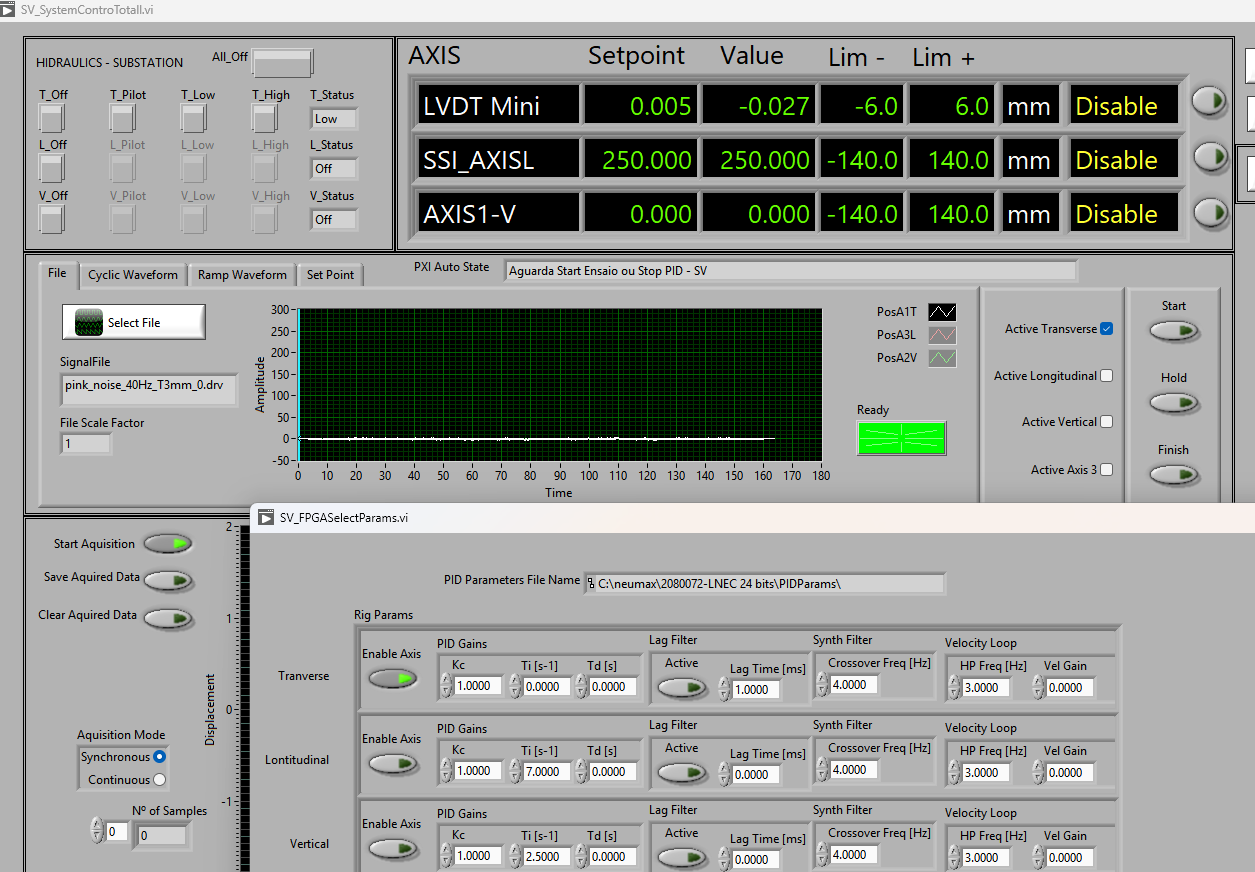 SV_SystemControTotall.vi
HIDRAULICS - SUBSTATION
All_Off
T_Off T_Pilot T_Low T_High T_Status
Low
L_Off L_Pilot L_Low L_High L_Status
Off
V_Off V_Pilot V_Low V_High V_Status
Off
AXIS Setpoint Value Lim - Lim +
LVDT Mini 0.005 -0.027 -6.0 6.0 mm Disable
SSI_AXISL 250.000 250.000 -140.0 140.0 mm Disable
AXIS1-V 0.000 0.000 -140.0 140.0 mm Disable
File Cyclic Waveform Ramp Waveform Set Point
PXI Auto State Aguarda Start Ensaio ou Stop PID - SV
Select File
SignalFile
pink_noise_40Hz_T3mm_0.drv
File Scale Factor
1
Amplitude
300
250
200
150
100
50
0
-50
0 10 20 30 40 50 60 70 80 90 100 110 120 130 140 150 160 170 180
Time
PosA1T
PosA3L
PosA2V
Ready
Active Transverse
Active Longitudinal
Active Vertical
Active Axis 3
Start
Hold
Finish
Start Aquisition
Save Aquired Data
Clear Aquired Data
Aquisition Mode
Synchronous
Continuous
Nº of Samples
0 0
Displacement
2
1
0
-1
SV_FPGASelectParams.vi
PID Parameters File Name C:\neumax\2080072-LNEC 24 bits\PIDParams\
Rig Params
Traverse
Enable Axis PID Gains Lag Filter Synth Filter Velocity Loop
Kc Ti [s-1] Td [s] Active Lag Time [ms] Crossover Freq [Hz] HP Freq [Hz] Vel Gain
1.0000 0.0000 0.0000 1.0000 4.0000 3.0000 0.0000
Lontitudinal
Enable Axis PID Gains Lag Filter Synth Filter Velocity Loop
Kc Ti [s-1] Td [s] Active Lag Time [ms] Crossover Freq [Hz] HP Freq [Hz] Vel Gain
1.0000 7.0000 0.0000 0.0000 4.0000 3.0000 0.0000
Vertical
Enable Axis PID Gains Lag Filter Synth Filter Velocity Loop
Kc Ti [s-1] Td [s] Active Lag Time [ms] Crossover Freq [Hz] HP Freq [Hz] Vel Gain
1.0000 2.5000 0.0000 0.0000 4.0000 3.0000 0.0000